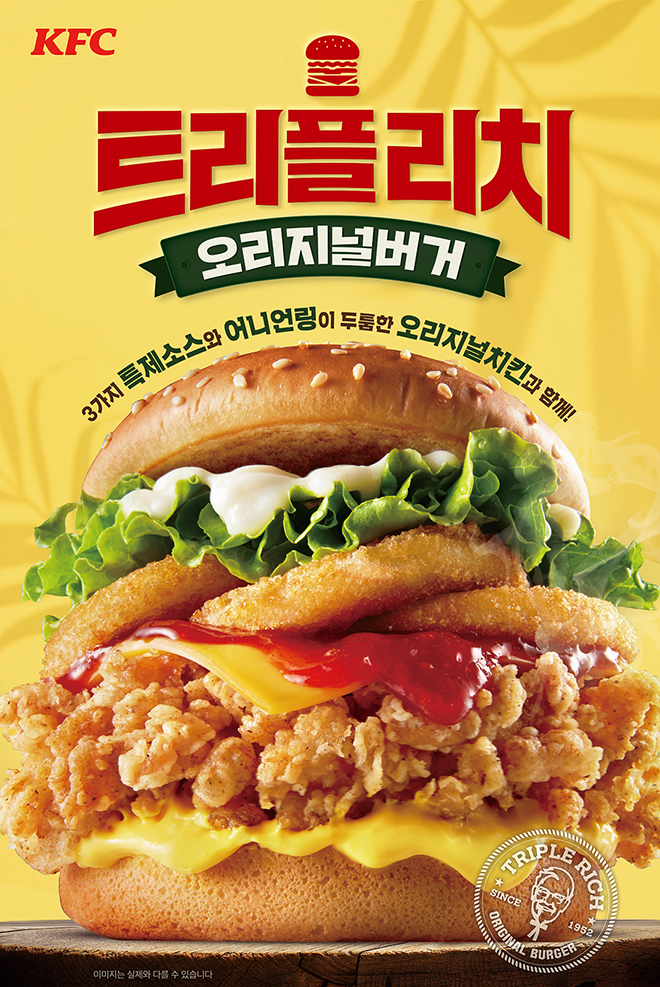 KFC
트리플리치
오리지널버거
3가지 특제소스와 어니언링이 두툼한 오리지널치킨과 함께!
TRIPLE RICH
SINCE 1952
ORIGINAL BURGER
이미지는 실제와 다를 수 있습니다